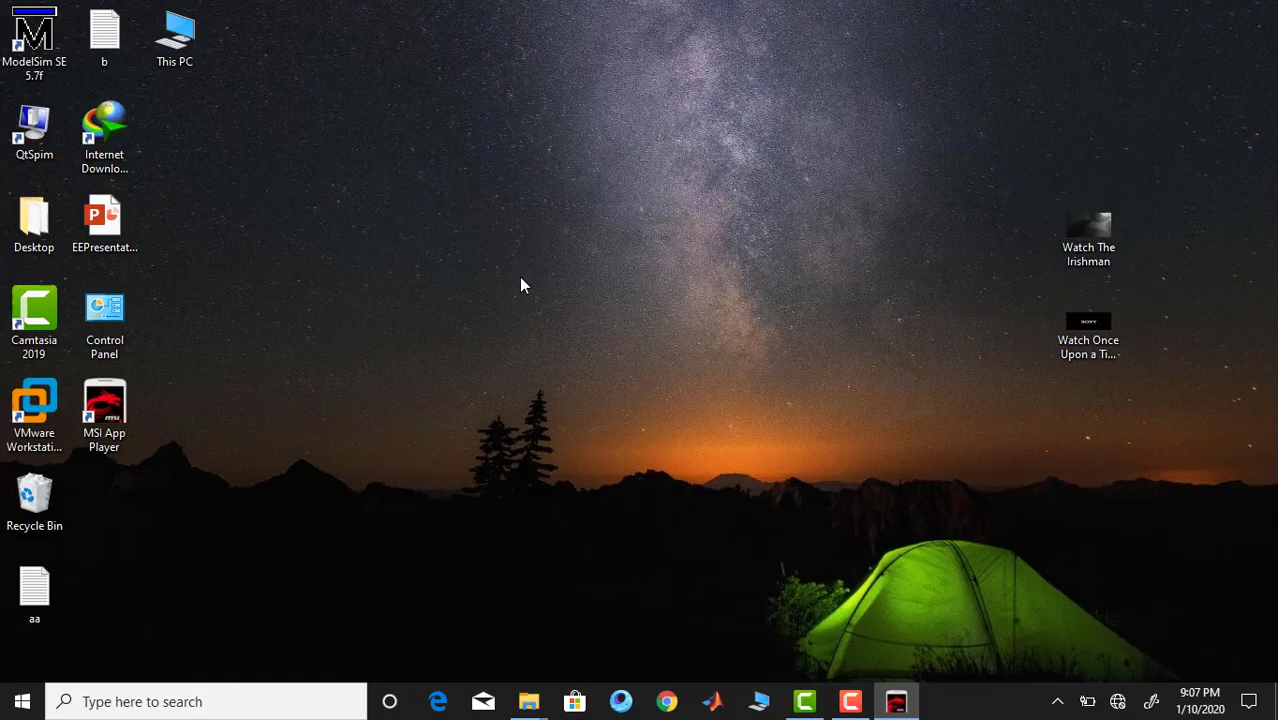 ModelSim SE
5.7f
b
This PC
QtSpim
Internet
Downlo...
Desktop
EEPresentat...
Camtasia
2019
Control
Panel
VMware
Workstati...
MSI App
Player
Recycle Bin
aa
Watch The
Irishman
SONY
Watch Once
Upon a Ti...
Type here to search
9:07 PM
1/10/2020